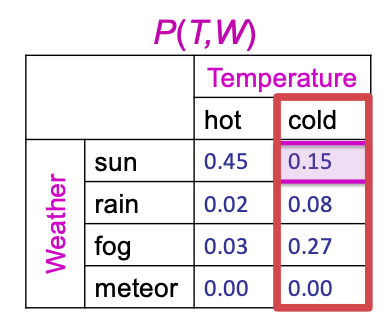 P(T,W)
Temperature
hot cold
Weather
sun 0.45 0.15
rain 0.02 0.08
fog 0.03 0.27
meteor 0.00 0.00